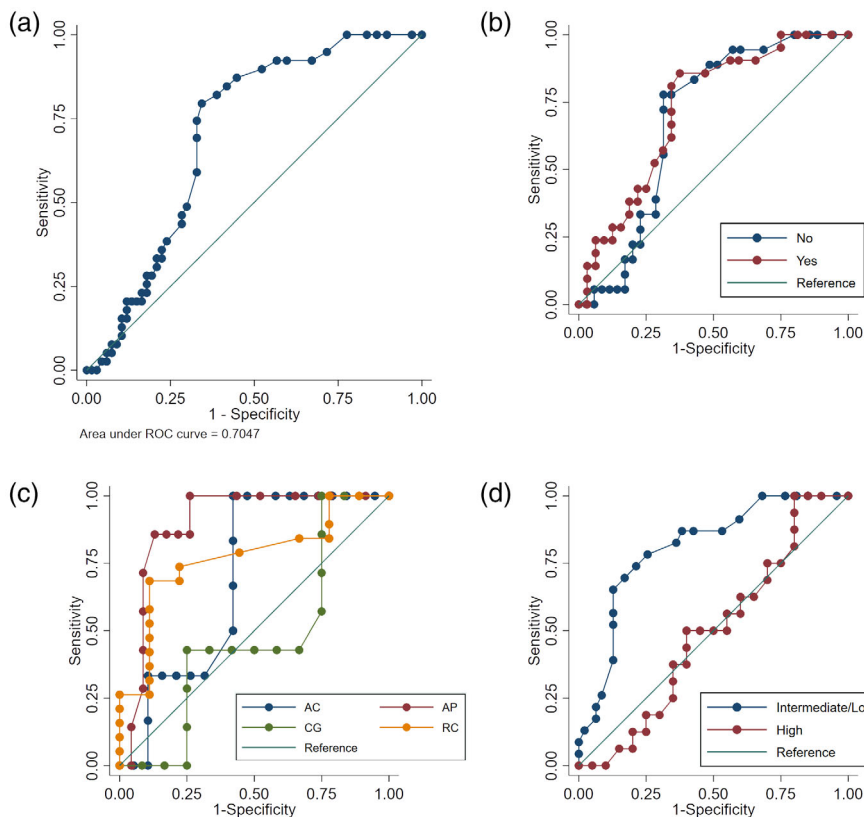 (a)
1.00
0.75
0.50
0.25
0.00
Sensitivity
0.00 0.25 0.50 0.75 1.00
1 - Specificity
Area under ROC curve = 0.7047
(b)
1.00
0.75
0.50
0.25
0.00
Sensitivity
No
Yes
Reference
0.00 0.25 0.50 0.75 1.00
1-Specificity
(c)
1.00
0.75
0.50
0.25
0.00
Sensitivity
AC AP
CG RC
Reference
0.00 0.25 0.50 0.75 1.00
1-Specificity
(d)
1.00
0.75
0.50
0.25
0.00
Sensitivity
Intermediate/Lo
High
Reference
0.00 0.25 0.50 0.75 1.00
1-Specificity